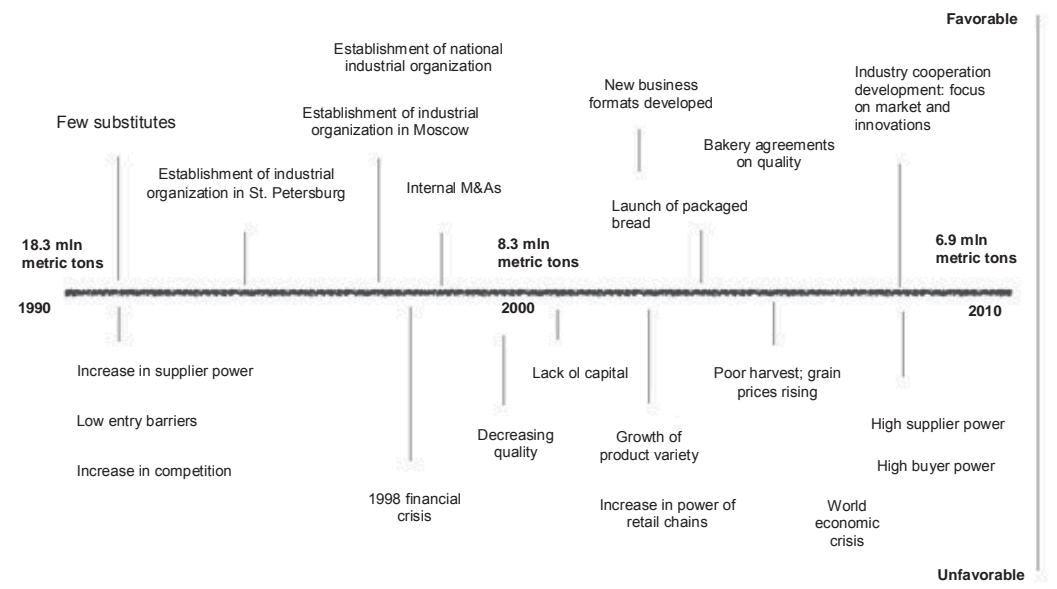 Favorable
Establishment of national
industrial organization
Industry cooperation
development: focus
on market and
innovations
New business
formats developed
Establishment of industrial
organization in Moscow
Few substitutes
Bakery agreements
on quality
Establishment of industrial
organization in St. Petersburg
Internal M&As
Launch of packaged
bread
18.3 mln
metric tons
8.3 mln
metric tons
6.9 mln
metric tons
1990
2000
2010
Increase in supplier power
Lack ol capital
Poor harvest; grain
prices rising
Low entry barriers
High supplier power
Decreasing
quality
Growth of
product variety
Increase in competition
High buyer power
1998 financial
crisis
Increase in power of
retail chains
World
economic
crisis
Unfavorable